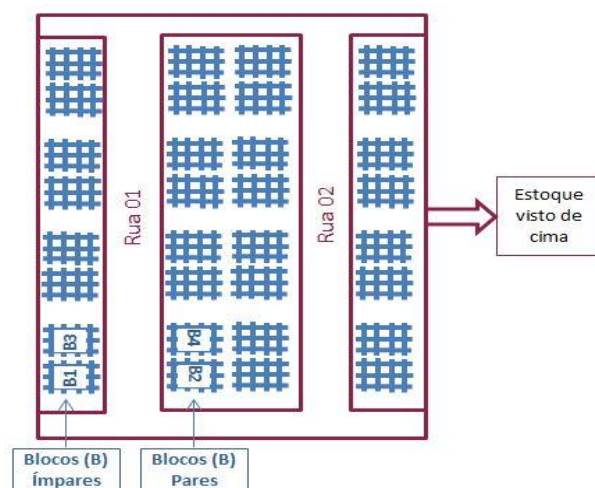 Rua 01
Rua 02
Estoque
visto de
cima
B3
B1
B4
B2
Blocos (B)
Ímpares
Blocos (B)
Pares